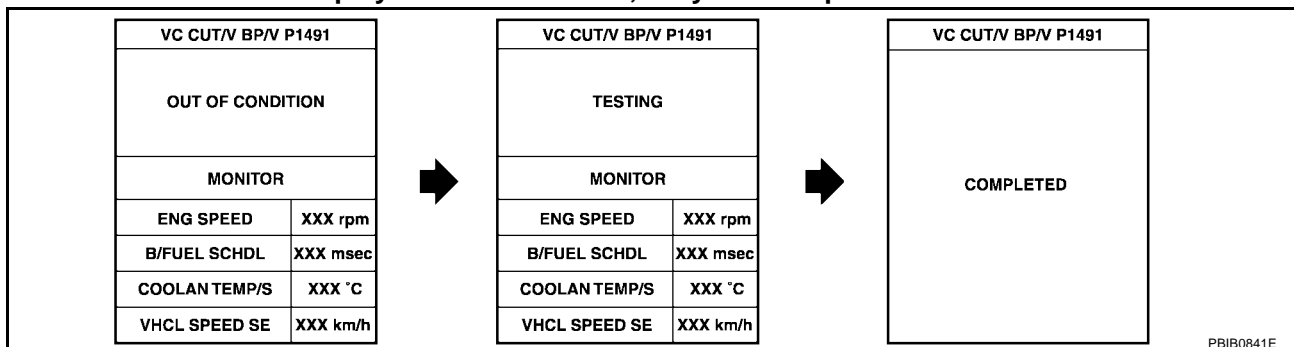 VC CUT/V BP/V P1491
OUT OF CONDITION
MONITOR
ENG SPEED XXX rpm
B/FUEL SCHDL XXX msec
COOLAN TEMP/S XXX °C
VHCL SPEED SE XXX km/h
VC CUT/V BP/V P1491
TESTING
MONITOR
ENG SPEED XXX rpm
B/FUEL SCHDL XXX msec
COOLAN TEMP/S XXX °C
VHCL SPEED SE XXX km/h
VC CUT/V BP/V P1491
COMPLETED
PBIB0841E